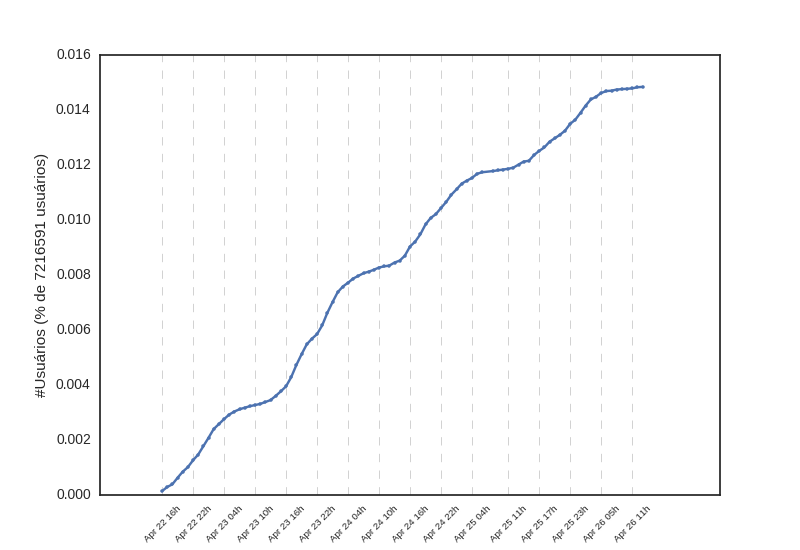 0.016
0.014
0.012
0.010
0.008
0.006
0.004
0.002
0.000
#Usuários (% de 7216591 usuários)
Apr 22 16h
Apr 22 22h
Apr 23 04h
Apr 23 10h
Apr 23 16h
Apr 23 22h
Apr 24 04h
Apr 24 10h
Apr 24 16h
Apr 24 22h
Apr 25 04h
Apr 25 11h
Apr 25 17h
Apr 25 23h
Apr 26 05h
Apr 26 11h